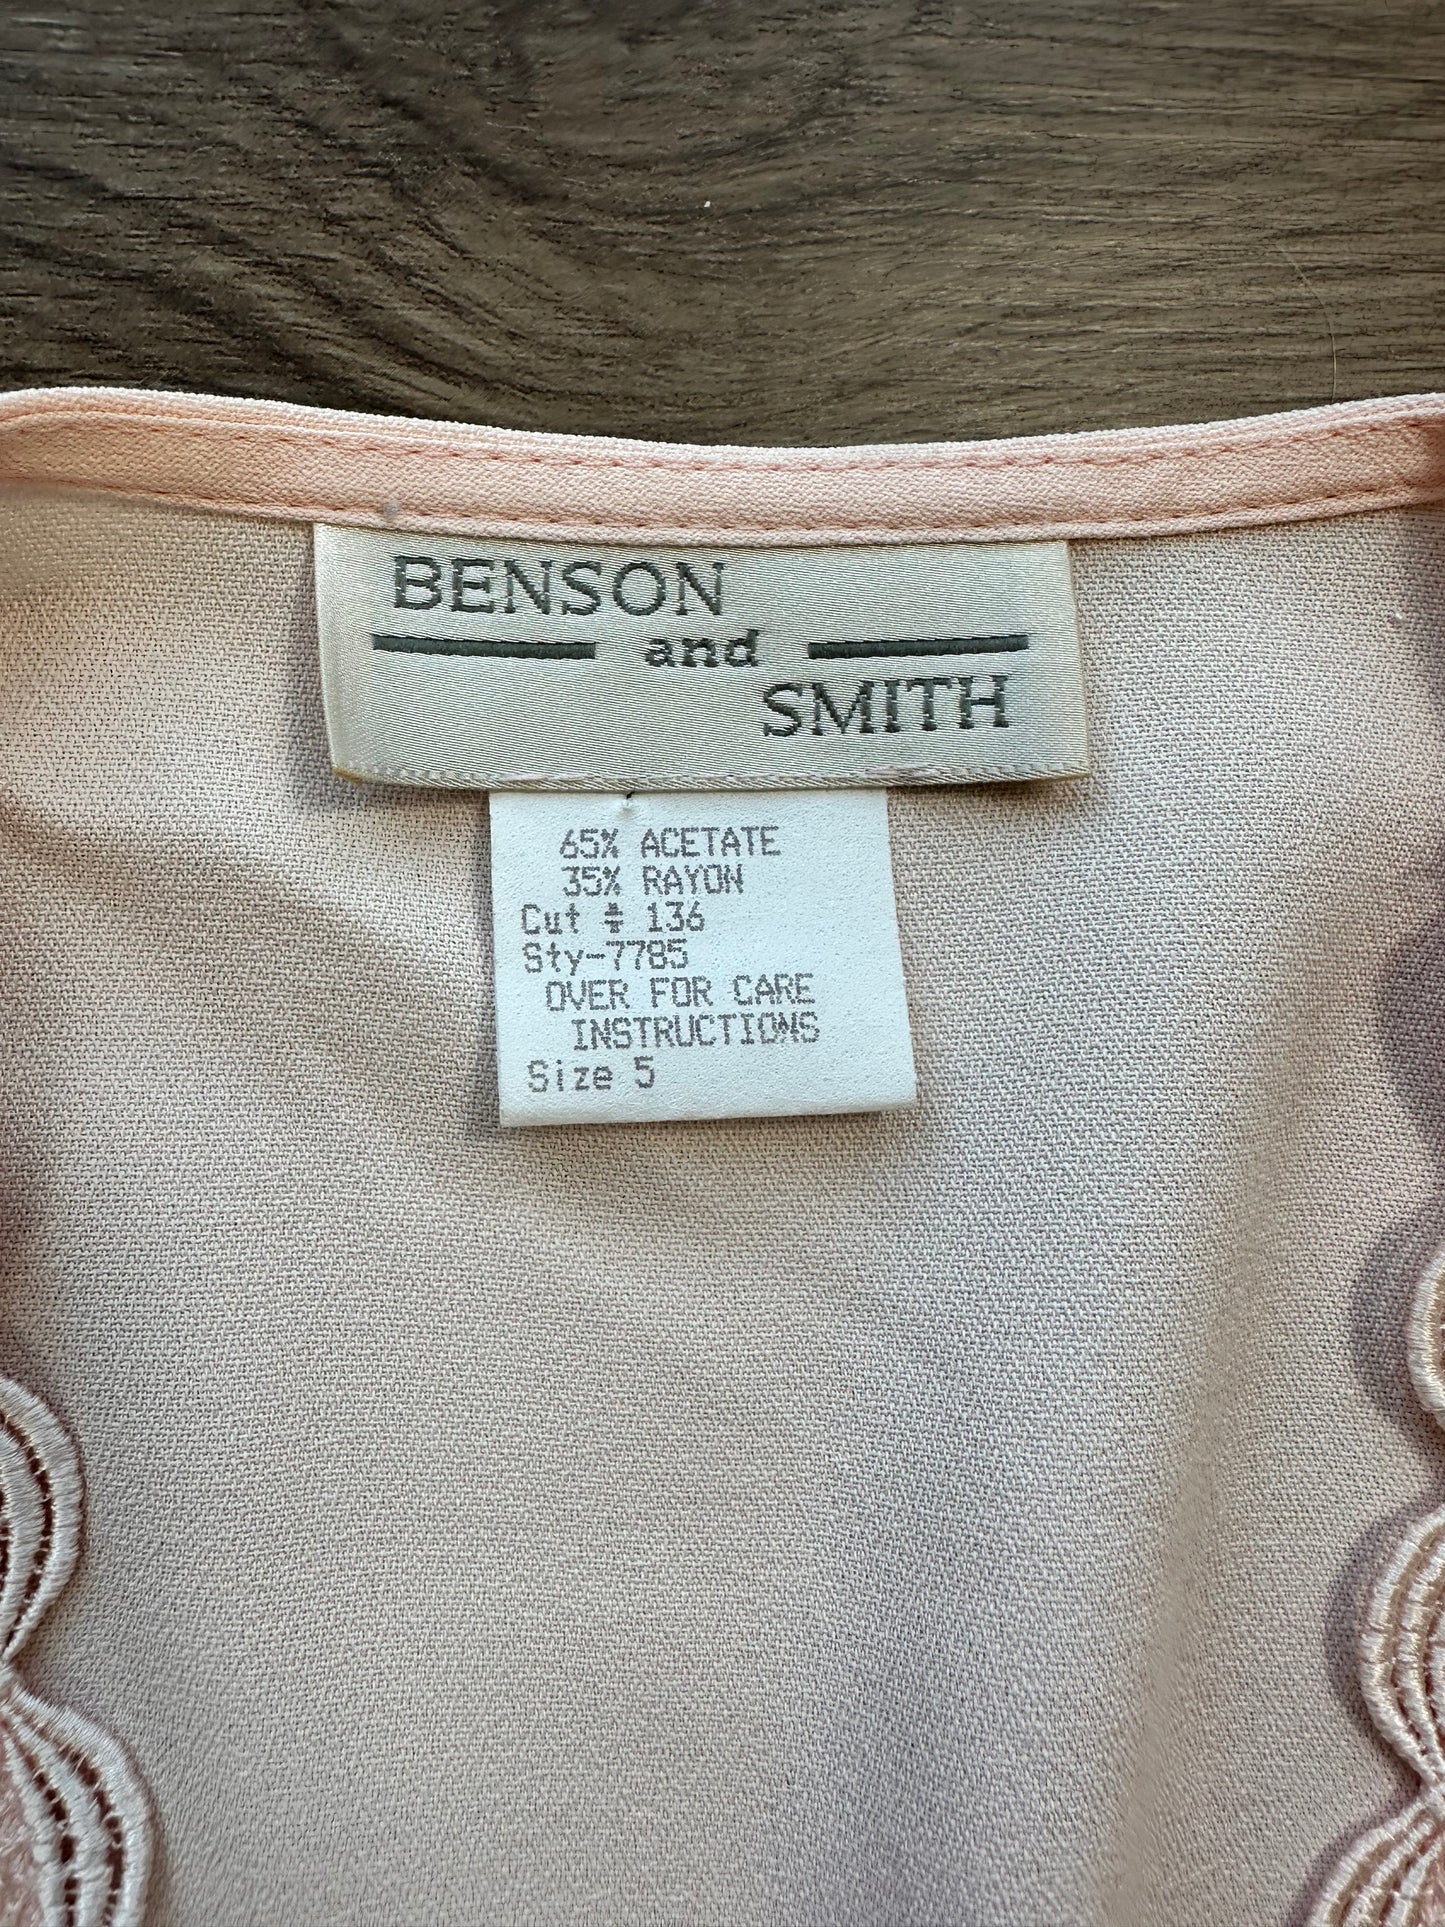 BENSON
and
SMITH
65% ACETATE
35% RAYON
Cut # 136
Sty-7785
OVER FOR CARE
INSTRUCTIONS
Size 5